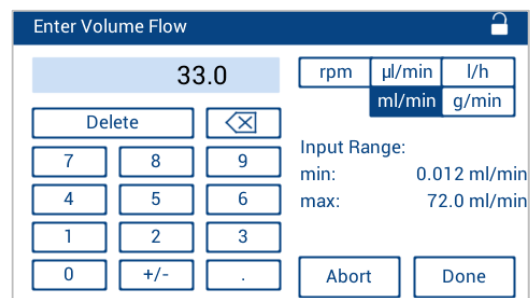 Enter Volume Flow
33.0
rpm µl/min l/h
ml/min g/min
Delete
7 8 9
4 5 6
1 2 3
0 +/- .
Input Range:
min: 0.012 ml/min
max: 72.0 ml/min
Abort Done